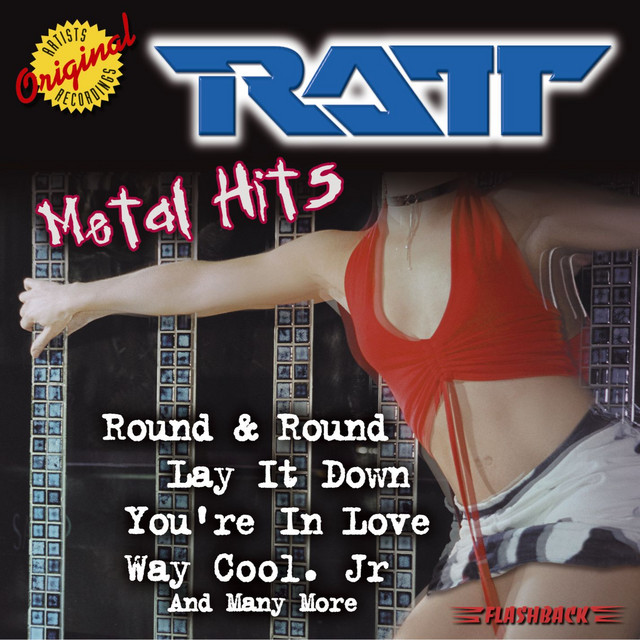 ARTISTS
Original
RECORDINGS
RATT
Metal Hits
Round & Round
Lay It Down
You're In Love
Way Cool. Jr
And Many More
FLASHBACK